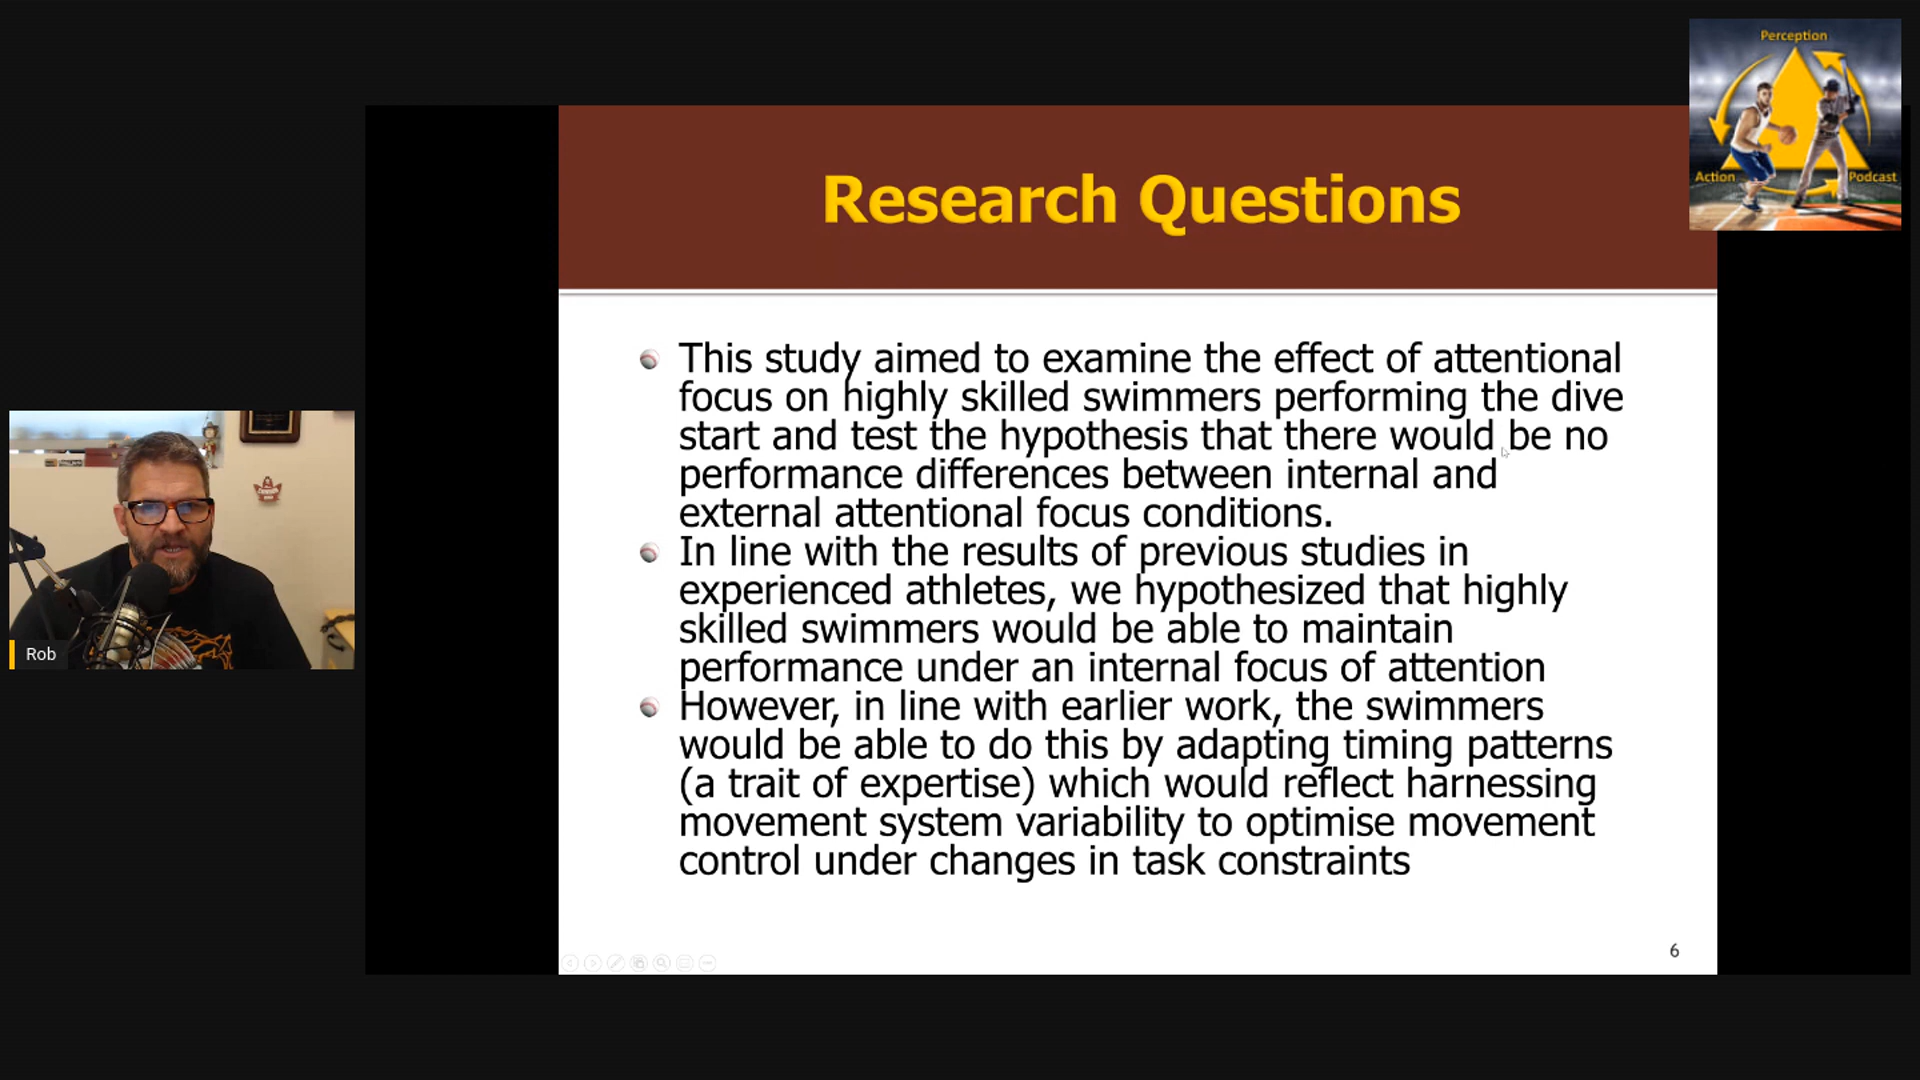 Perception
Action
Podcast
Research Questions
This study aimed to examine the effect of attentional
focus on highly skilled swimmers performing the dive
start and test the hypothesis that there would be no
performance differences between internal and
external attentional focus conditions.
In line with the results of previous studies in
experienced athletes, we hypothesized that highly
skilled swimmers would be able to maintain
performance under an internal focus of attention
However, in line with earlier work, the swimmers
would be able to do this by adapting timing patterns
(a trait of expertise) which would reflect harnessing
movement system variability to optimise movement
control under changes in task constraints
6
Rob